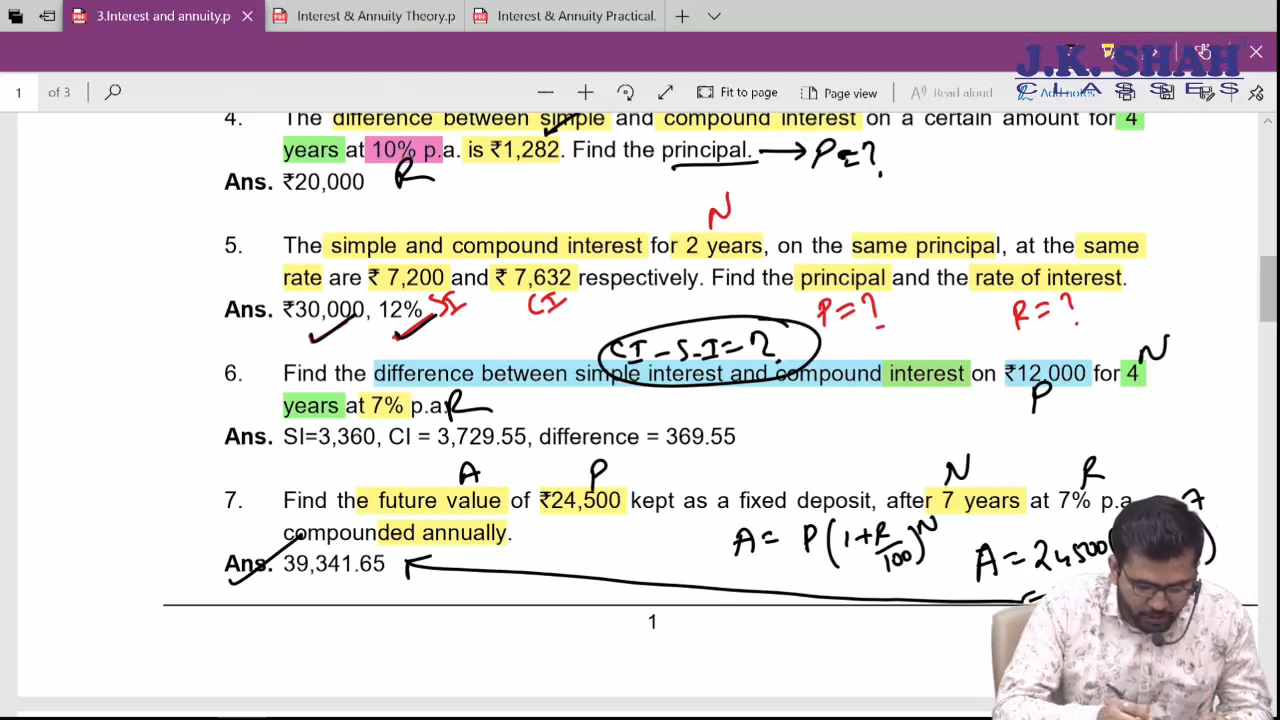 3.Interest and annuity.p
Interest & Annuity Theory.p
Interest & Annuity Practical.
J.K. SHAH
CLASSES
1 of 3
Fit to page
Page view
Read aloud
Add notes
4. The difference between simple and compound interest on a certain amount for 4
years at 10% p.a. is ₹1,282. Find the principal. → P=?
Ans. ₹20,000
R
N
5. The simple and compound interest for 2 years, on the same principal, at the same
rate are ₹ 7,200 and ₹ 7,632 respectively. Find the principal and the rate of interest.
Ans. ₹30,000, 12%
SI CI P=? R=?
CI - S.I = ?
N
6. Find the difference between simple interest and compound interest on ₹12,000 for 4
years at 7% p.a.
R P
Ans. SI=3,360, CI = 3,729.55, difference = 369.55
A P N R
7. Find the future value of ₹24,500 kept as a fixed deposit, after 7 years at 7% p.a
compounded annually.
A = P(1+R/100)^N
A = 24500( )7
Ans. 39,341.65
=
1